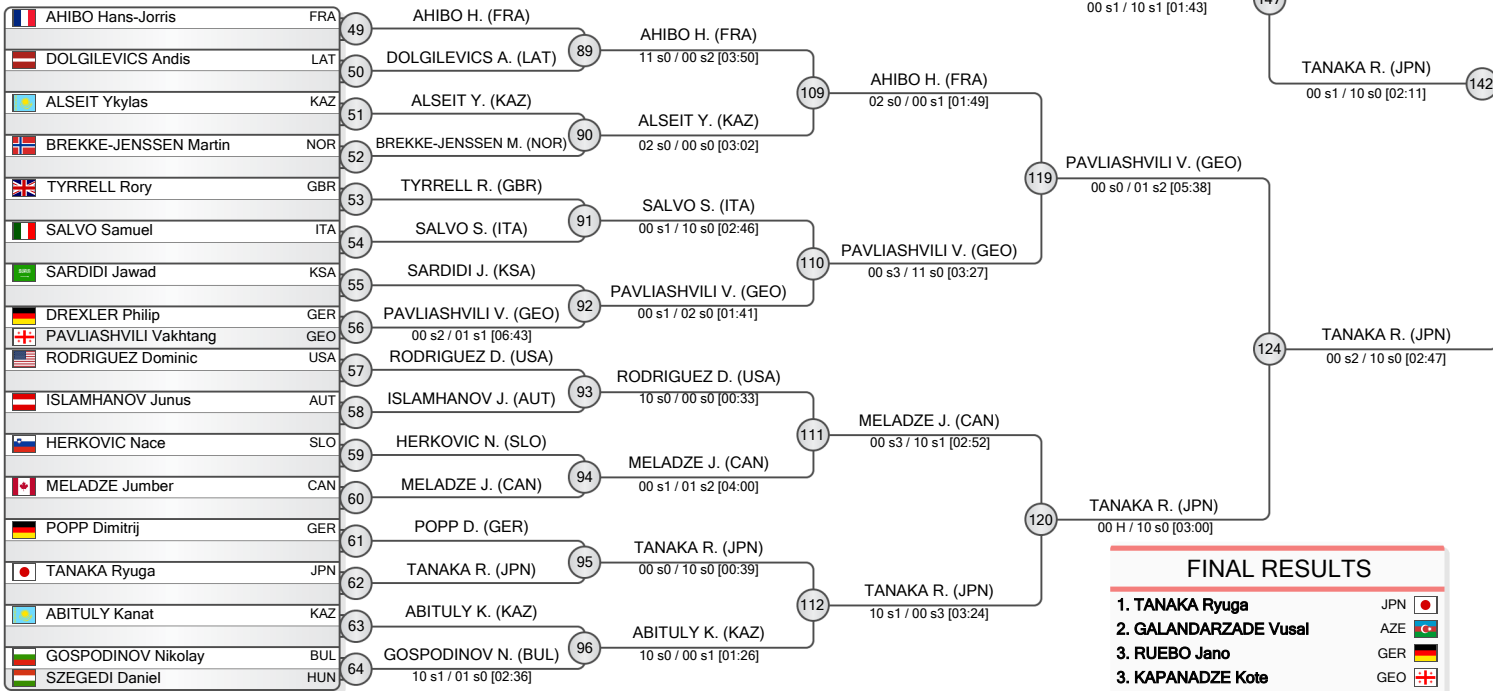 AHIBO Hans-Jorris FRA
DOLGILEVICS Andis LAT
ALSEIT Ykylas KAZ
BREKKE-JENSSEN Martin NOR
TYRRELL Rory GBR
SALVO Samuel ITA
SARDIDI Jawad KSA
DREXLER Philip GER
PAVLIASHVILI Vakhtang GEO
RODRIGUEZ Dominic USA
ISLAMHANOV Junus AUT
HERKOVIC Nace SLO
MELADZE Jumber CAN
POPP Dimitrij GER
TANAKA Ryuga JPN
ABITULY Kanat KAZ
GOSPODINOV Nikolay BUL
SZEGEDI Daniel HUN
49
50
51
52
53
54
55
56
57
58
59
60
61
62
63
64
AHIBO H. (FRA)
DOLGILEVICS A. (LAT)
ALSEIT Y. (KAZ)
BREKKE-JENSSEN M. (NOR)
TYRRELL R. (GBR)
SALVO S. (ITA)
SARDIDI J. (KSA)
PAVLIASHVILI V. (GEO)
00 s2 / 01 s1 [06:43]
RODRIGUEZ D. (USA)
ISLAMHANOV J. (AUT)
HERKOVIC N. (SLO)
MELADZE J. (CAN)
POPP D. (GER)
TANAKA R. (JPN)
ABITULY K. (KAZ)
GOSPODINOV N. (BUL)
10 s1 / 01 s0 [02:36]
89
90
91
92
93
94
95
96
AHIBO H. (FRA)
11 s0 / 00 s2 [03:50]
ALSEIT Y. (KAZ)
02 s0 / 00 s0 [03:02]
SALVO S. (ITA)
00 s1 / 10 s0 [02:46]
PAVLIASHVILI V. (GEO)
00 s1 / 02 s0 [01:41]
RODRIGUEZ D. (USA)
10 s0 / 00 s0 [00:33]
MELADZE J. (CAN)
00 s1 / 01 s2 [04:00]
TANAKA R. (JPN)
00 s0 / 10 s0 [00:39]
ABITULY K. (KAZ)
10 s0 / 00 s1 [01:26]
109
110
111
112
AHIBO H. (FRA)
02 s0 / 00 s1 [01:49]
PAVLIASHVILI V. (GEO)
00 s3 / 11 s0 [03:27]
MELADZE J. (CAN)
00 s3 / 10 s1 [02:52]
TANAKA R. (JPN)
10 s1 / 00 s3 [03:24]
119
120
PAVLIASHVILI V. (GEO)
00 s0 / 01 s2 [05:38]
TANAKA R. (JPN)
00 H / 10 s0 [03:00]
124
TANAKA R. (JPN)
00 s2 / 10 s0 [02:47]
00 s1 / 10 s1 [01:43]
TANAKA R. (JPN)
00 s1 / 10 s0 [02:11]
142
FINAL RESULTS
1. TANAKA Ryuga JPN
2. GALANDARZADE Vusal AZE
3. RUEBO Jano GER
3. KAPANADZE Kote GEO